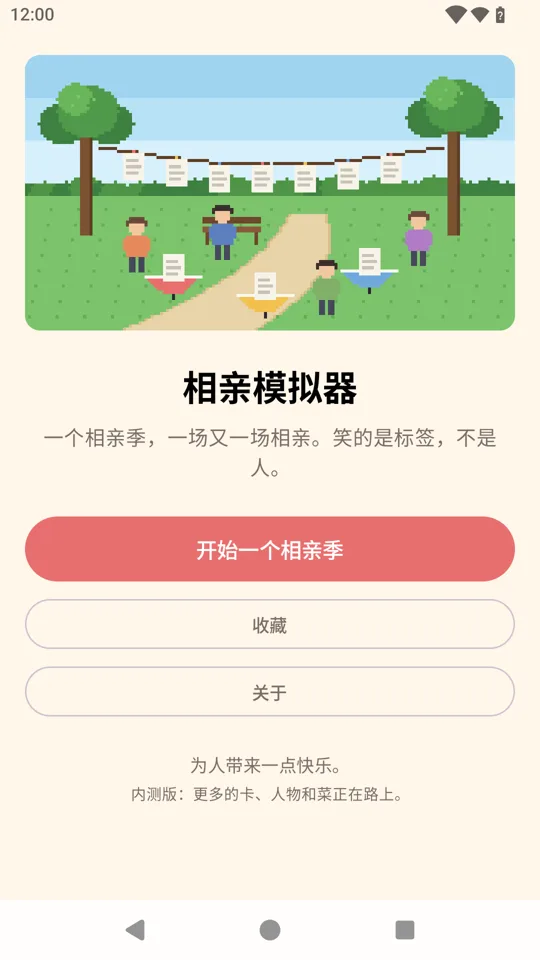 12:00
相亲模拟器
一个相亲季，一场又一场相亲。笑的是标签，不是
人。
开始一个相亲季
收藏
关于
为人带来一点快乐。
内测版：更多的卡、人物和菜正在路上。